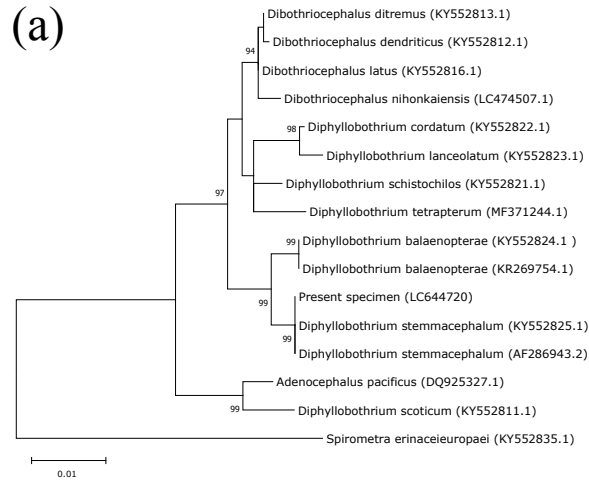 (a)
Dibothriocephalus ditremus (KY552813.1)
Dibothriocephalus dendriticus (KY552812.1)
94
Dibothriocephalus latus (KY552816.1)
Dibothriocephalus nihonkaiensis (LC474507.1)
98
Diphyllobothrium cordatum (KY552822.1)
Diphyllobothrium lanceolatum (KY552823.1)
97
Diphyllobothrium schistochilos (KY552821.1)
Diphyllobothrium tetrapterum (MF371244.1)
99
Diphyllobothrium balaenopterae (KY552824.1 )
Diphyllobothrium balaenopterae (KR269754.1)
99
Present specimen (LC644720)
Diphyllobothrium stemmacephalum (KY552825.1)
99
Diphyllobothrium stemmacephalum (AF286943.2)
Adenocephalus pacificus (DQ925327.1)
99
Diphyllobothrium scoticum (KY552811.1)
Spirometra erinaceieuropaei (KY552835.1)
0.01